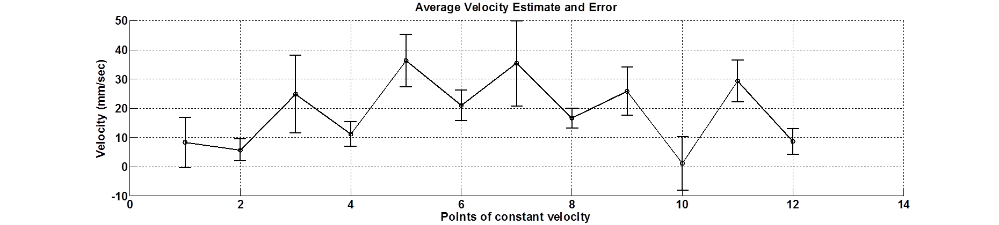 Average Velocity Estimate and Error
50
40
30
20
10
0
-10
Velocity (mm/sec)
0 2 4 6 8 10 12 14
Points of constant velocity